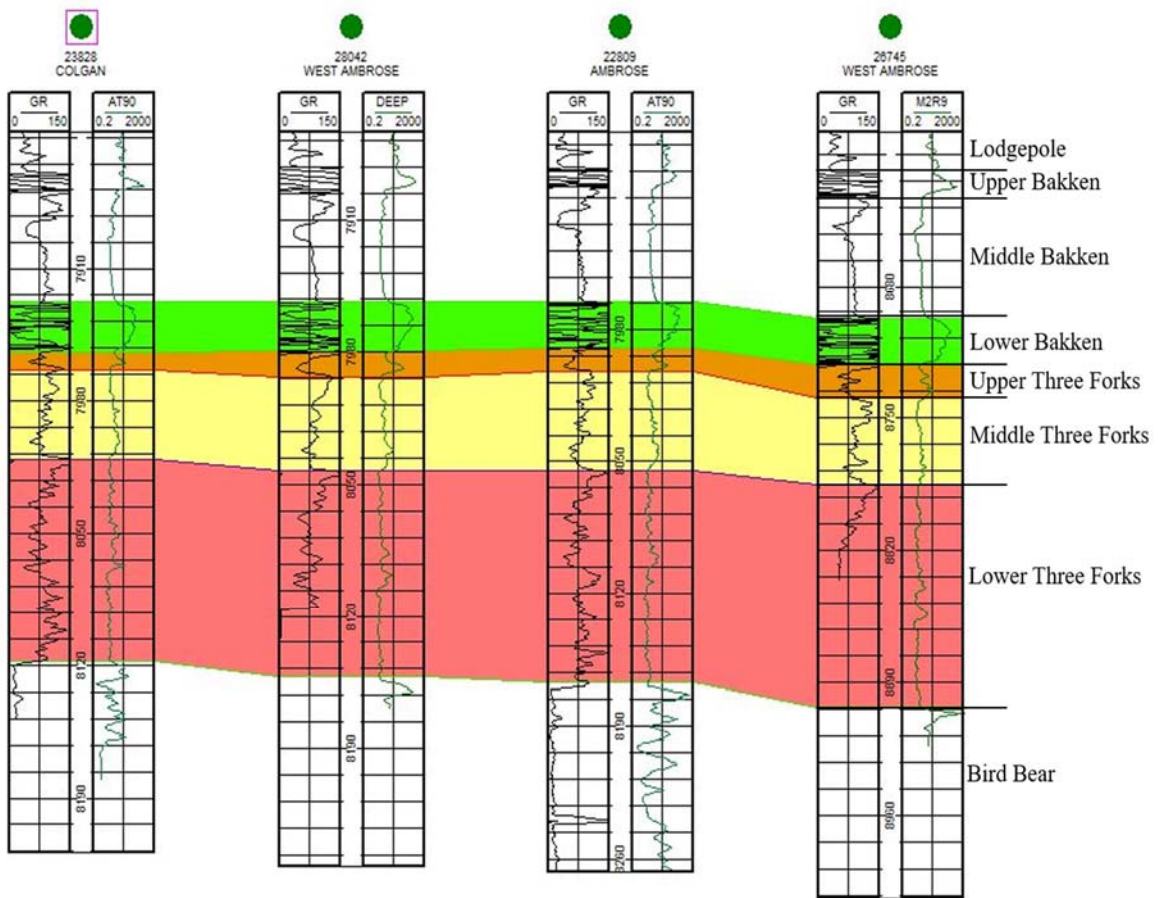 23828
COLGAN
28042
WEST AMBROSE
22809
AMBROSE
26745
WEST AMBROSE
GR
0 150
AT90
0.2 2000
GR
0 150
DEEP
0.2 2000
GR
0 150
AT90
0.2 2000
GR
0 150
M2R9
0.2 2000
7910
7980
8050
8120
8190
7910
7980
8050
8120
8190
7980
8050
8120
8190
8260
8680
8750
8820
8890
8960
Lodgepole
Upper Bakken
Middle Bakken
Lower Bakken
Upper Three Forks
Middle Three Forks
Lower Three Forks
Bird Bear